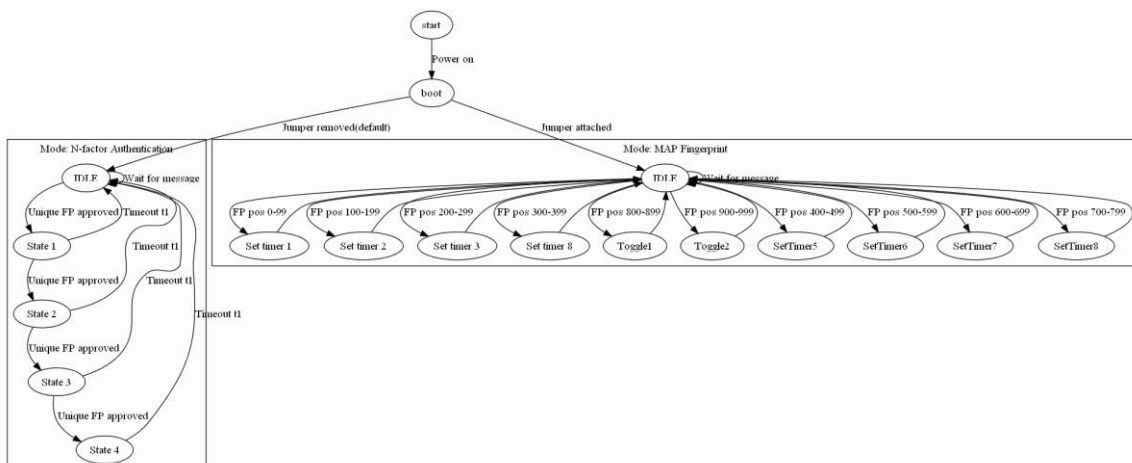 start
Power on
boot
Jumper removed(default)
Jumper attached
Mode: N-factor Authentication
IDLE
Wait for message
Unique FP approved
Timeout t1
State 1
Timeout t1
Unique FP approved
Timeout t1
State 2
Timeout t1
Unique FP approved
State 3
Unique FP approved
State 4
Mode: MAP Fingerprint
IDLE
Wait for message
FP pos 0-99
FP pos 100-199
FP pos 200-299
FP pos 300-399
FP pos 800-899
FP pos 900-999
FP pos 400-499
FP pos 500-599
FP pos 600-699
FP pos 700-799
Set timer 1
Set timer 2
Set timer 3
Set timer 8
Toggle1
Toggle2
SetTimer5
SetTimer6
SetTimer7
SetTimer8